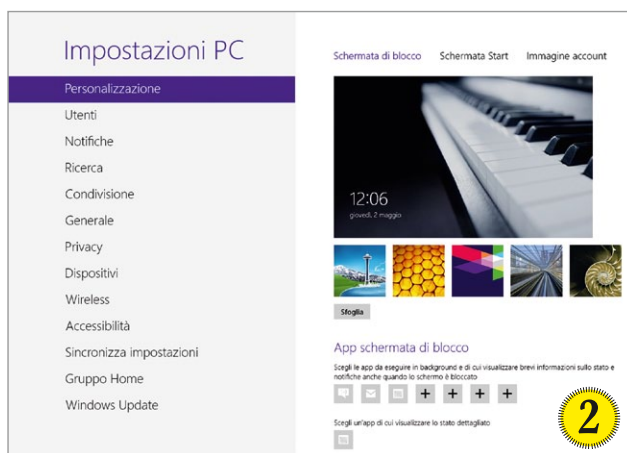 Impostazioni PC
Personalizzazione
Utenti
Notifiche
Ricerca
Condivisione
Generale
Privacy
Dispositivi
Wireless
Accessibilità
Sincronizza impostazioni
Gruppo Home
Windows Update
Schermata di blocco Schermata Start Immagine account
12:06
giovedì, 2 maggio
Sfoglia
App schermata di blocco
Scegli le app da eseguire in background e di cui visualizzare brevi informazioni sullo stato e
notifiche anche quando lo schermo è bloccato
Scegli un'app di cui visualizzare lo stato dettagliato
2